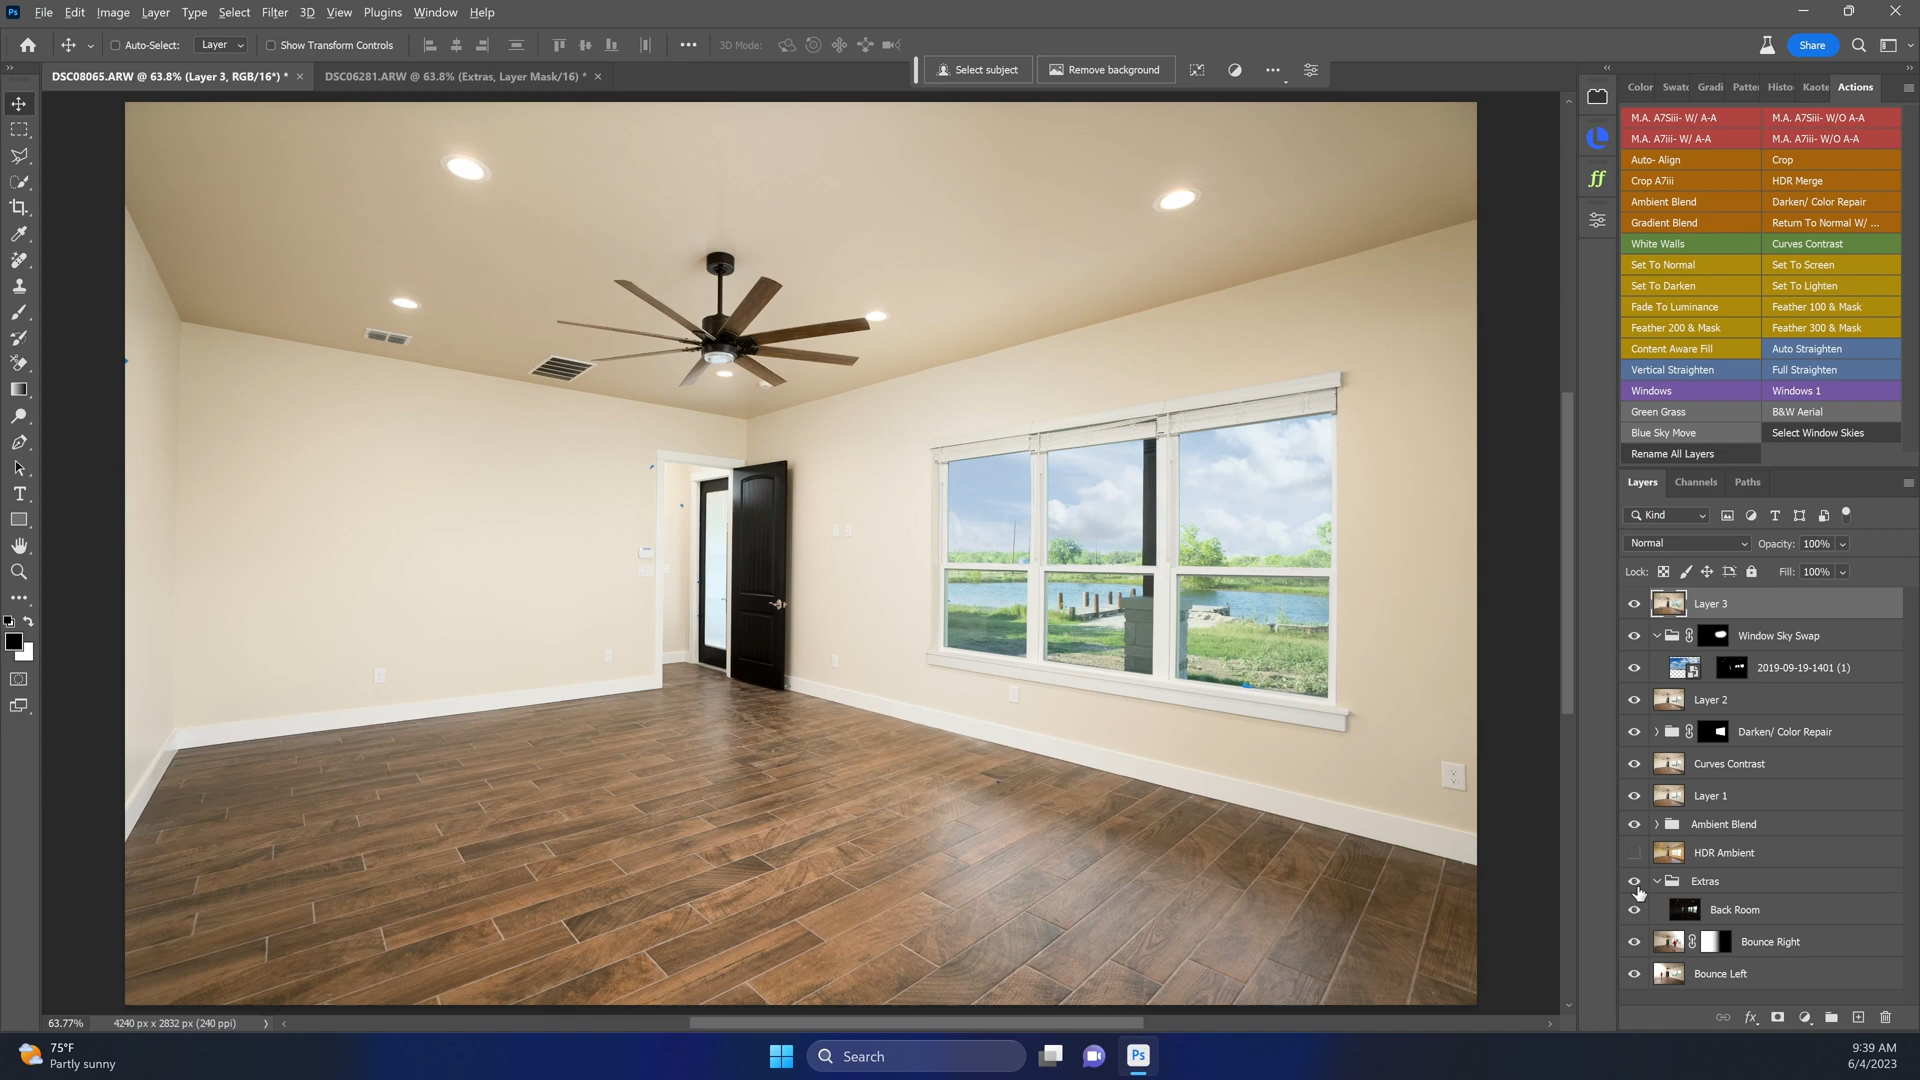 Ps File Edit Image Layer Type Select Filter 3D View Plugins Window Help
Auto-Select: Layer Show Transform Controls 3D Mode: Share
DSC08065.ARW @ 63.8% (Layer 3, RGB/16*) * × DSC06281.ARW @ 63.8% (Extras, Layer Mask/16) * ×
Select subject Remove background
Color Swatc Gradi Patte Histo Kaote Actions
M.A. A7Siii- W/ A-A M.A. A7Siii- W/O A-A
M.A. A7iii- W/ A-A M.A. A7iii- W/O A-A
Auto- Align Crop
Crop A7iii HDR Merge
Ambient Blend Darken/ Color Repair
Gradient Blend Return To Normal W/ ...
White Walls Curves Contrast
Set To Normal Set To Screen
Set To Darken Set To Lighten
Fade To Luminance Feather 100 & Mask
Feather 200 & Mask Feather 300 & Mask
Content Aware Fill Auto Straighten
Vertical Straighten Full Straighten
Windows Windows 1
Green Grass B&W Aerial
Blue Sky Move Select Window Skies
Rename All Layers
Layers Channels Paths
Kind
Normal Opacity: 100%
Lock: Fill: 100%
Layer 3
Window Sky Swap
2019-09-19-1401 (1)
Layer 2
Darken/ Color Repair
Curves Contrast
Layer 1
Ambient Blend
HDR Ambient
Extras
Back Room
Bounce Right
Bounce Left
fx
63.77% 4240 px x 2832 px (240 ppi)
75°F
Partly sunny
Search
Ps
9:39 AM
6/4/2023